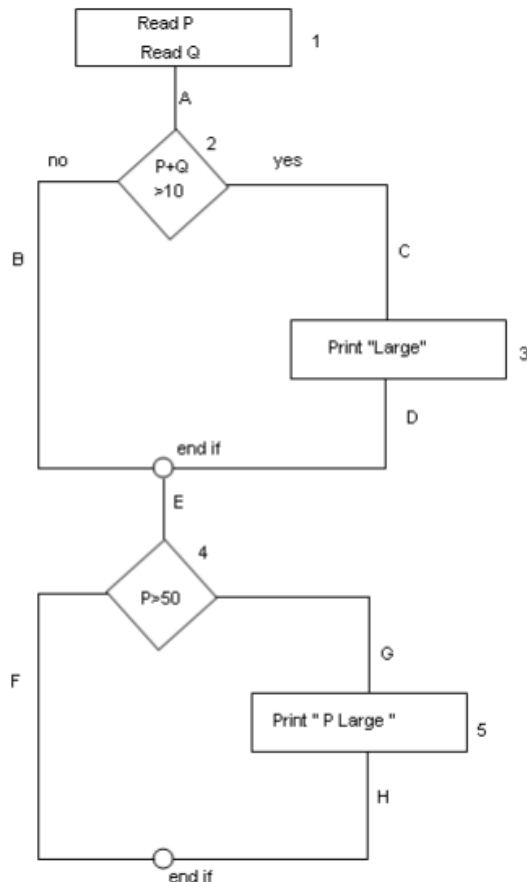 Read P
Read Q
1
A
2
no
P+Q
>10
yes
B
C
Print "Large"
3
D
end if
E
4
P>50
F
G
Print " P Large "
5
H
end if